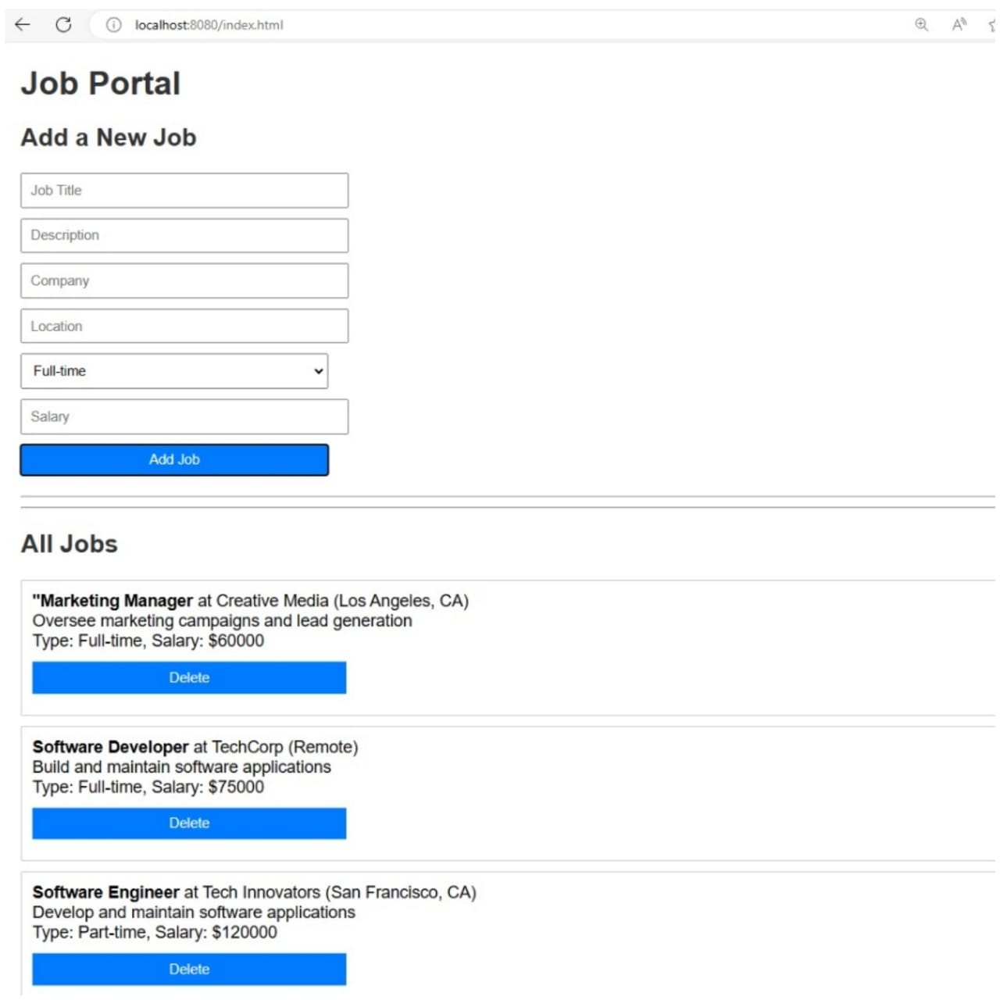 localhost:8080/index.html
Job Portal
Add a New Job
Job Title
Description
Company
Location
Full-time
Salary
Add Job
All Jobs
"Marketing Manager at Creative Media (Los Angeles, CA)
Oversee marketing campaigns and lead generation
Type: Full-time, Salary: $60000
Delete
Software Developer at TechCorp (Remote)
Build and maintain software applications
Type: Full-time, Salary: $75000
Delete
Software Engineer at Tech Innovators (San Francisco, CA)
Develop and maintain software applications
Type: Part-time, Salary: $120000
Delete